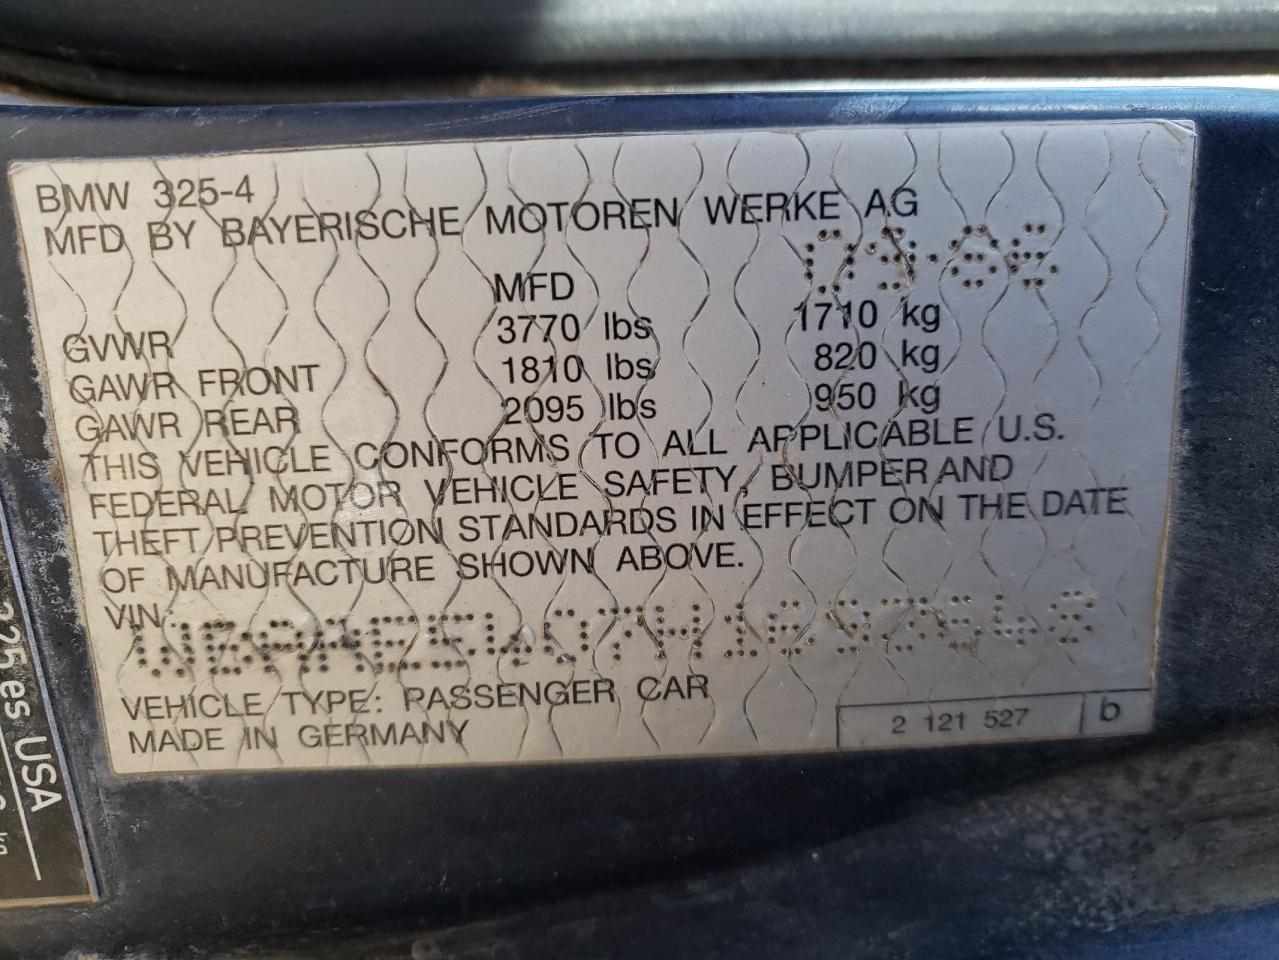 BMW 325-4
MFD BY BAYERISCHE MOTOREN WERKE AG
MFD
GVWR 3770 lbs 1710 kg
GAWR FRONT 1810 lbs 820 kg
GAWR REAR 2095 lbs 950 kg
THIS VEHICLE CONFORMS TO ALL APPLICABLE U.S.
FEDERAL MOTOR VEHICLE SAFETY, BUMPER AND
THEFT PREVENTION STANDARDS IN EFFECT ON THE DATE
OF MANUFACTURE SHOWN ABOVE.
VIN:
VEHICLE TYPE: PASSENGER CAR
MADE IN GERMANY
2 121 527 b
325 es USA
kg